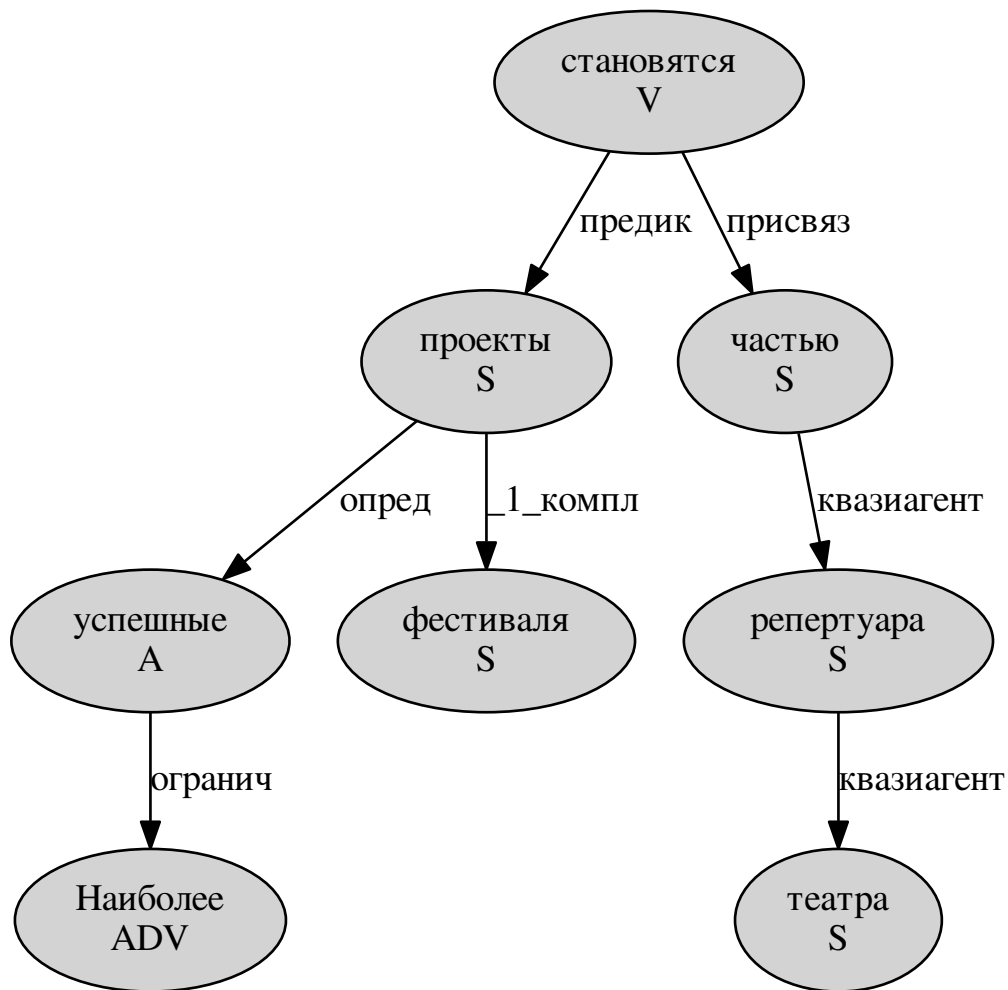 становятся
V
предик
присвяз
проекты
S
частью
S
опред
_1_компл
квазиагент
успешные
A
фестиваля
S
репертуара
S
огранич
квазиагент
Наиболее
ADV
театра
S